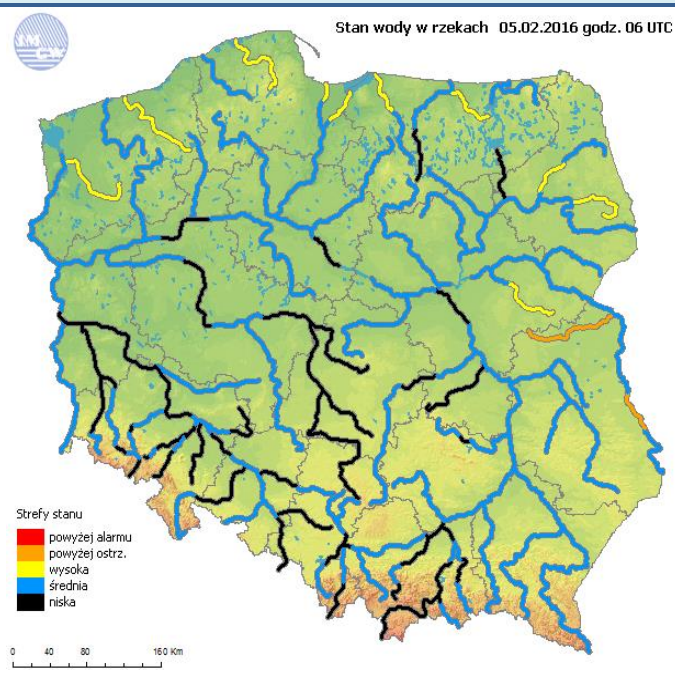 Stan wody w rzekach 05.02.2016 godz. 06 UTC
IMGW
Strefy stanu
powyżej alarmu
powyżej ostrz.
wysoka
średnia
niska
0 40 80 160 Km